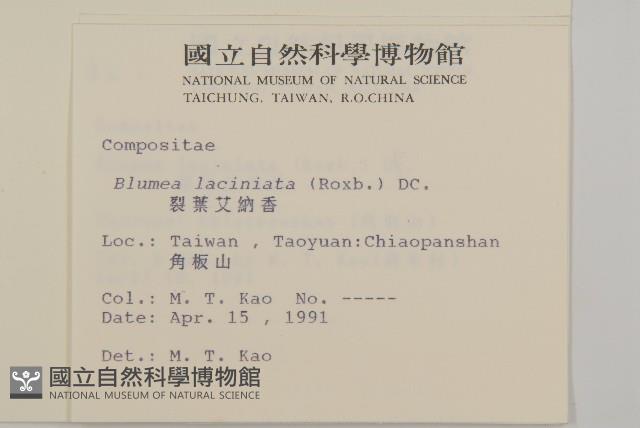 國立自然科學博物館
NATIONAL MUSEUM OF NATURAL SCIENCE
TAICHUNG, TAIWAN, R.O.CHINA
Compositae
Blumea laciniata (Roxb.) DC.
裂葉艾納香
Loc.: Taiwan , Taoyuan:Chiaopanshan
角板山
Col.: M. T. Kao No. -----
Date: Apr. 15 , 1991
Det.: M. T. Kao
國立自然科學博物館
NATIONAL MUSEUM OF NATURAL SCIENCE